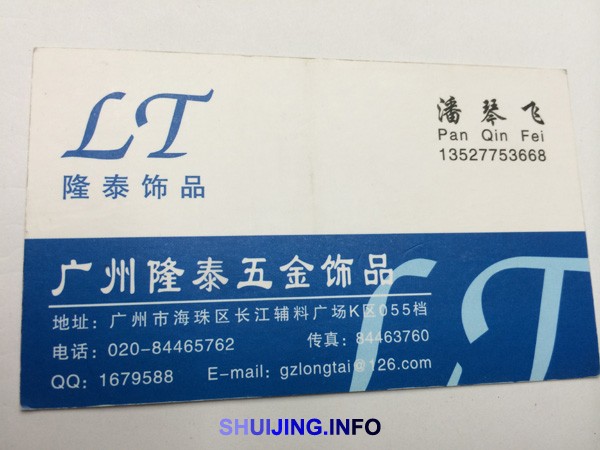 LT
隆泰饰品
潘琴飞
Pan Qin Fei
13527753668
广州隆泰五金饰品
地址：广州市海珠区长江辅料广场K区055档
电话：020-84465762 传真：84463760
QQ：1679588 E-mail：gzlongtai@126.com
LT
SHUIJING.INFO